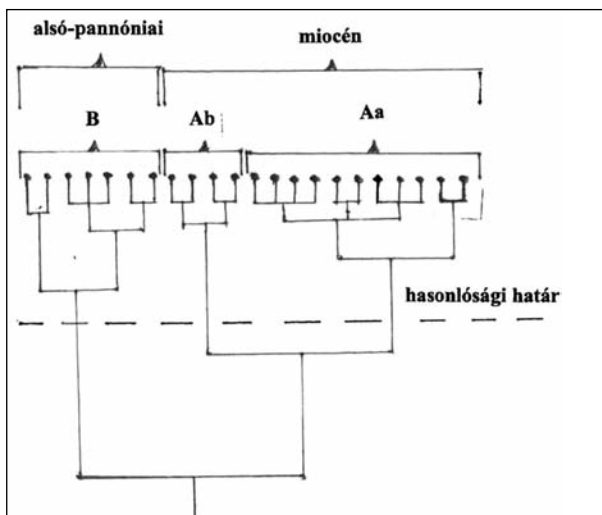 alsó-pannóniai
miocén
B
Ab
Aa
hasonlósági határ